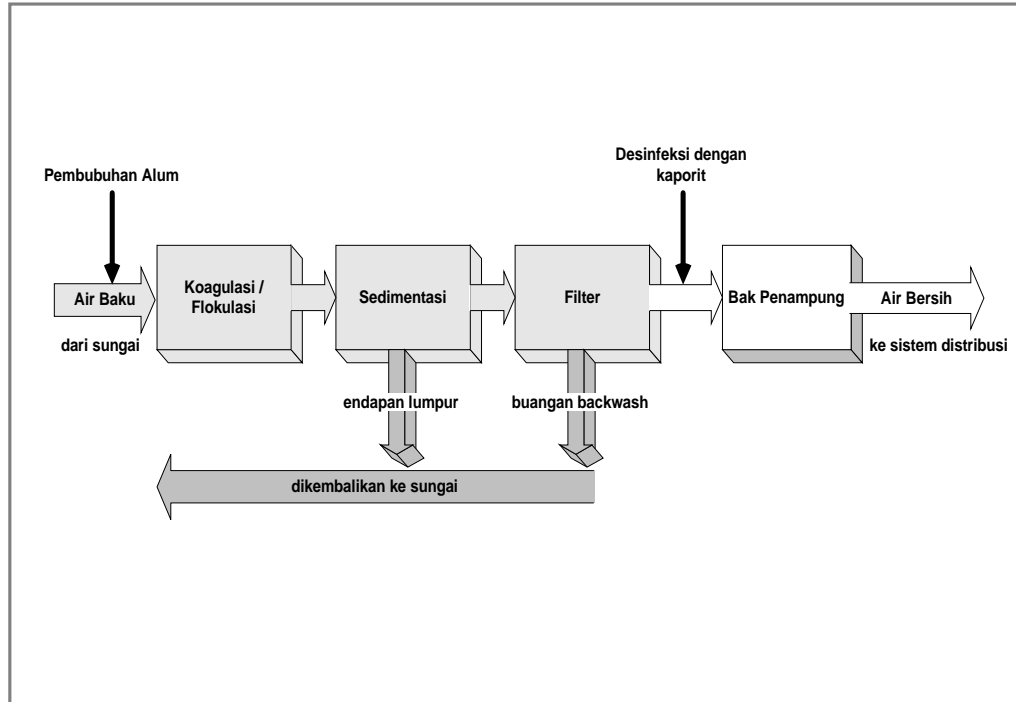 Desinfeksi dengan
kaporit
Pembubuhan Alum
Koagulasi /
Flokulasi
Sedimentasi
Filter
Bak Penampung
Air Baku
Air Bersih
dari sungai
ke sistem distribusi
endapan lumpur
buangan backwash
dikembalikan ke sungai